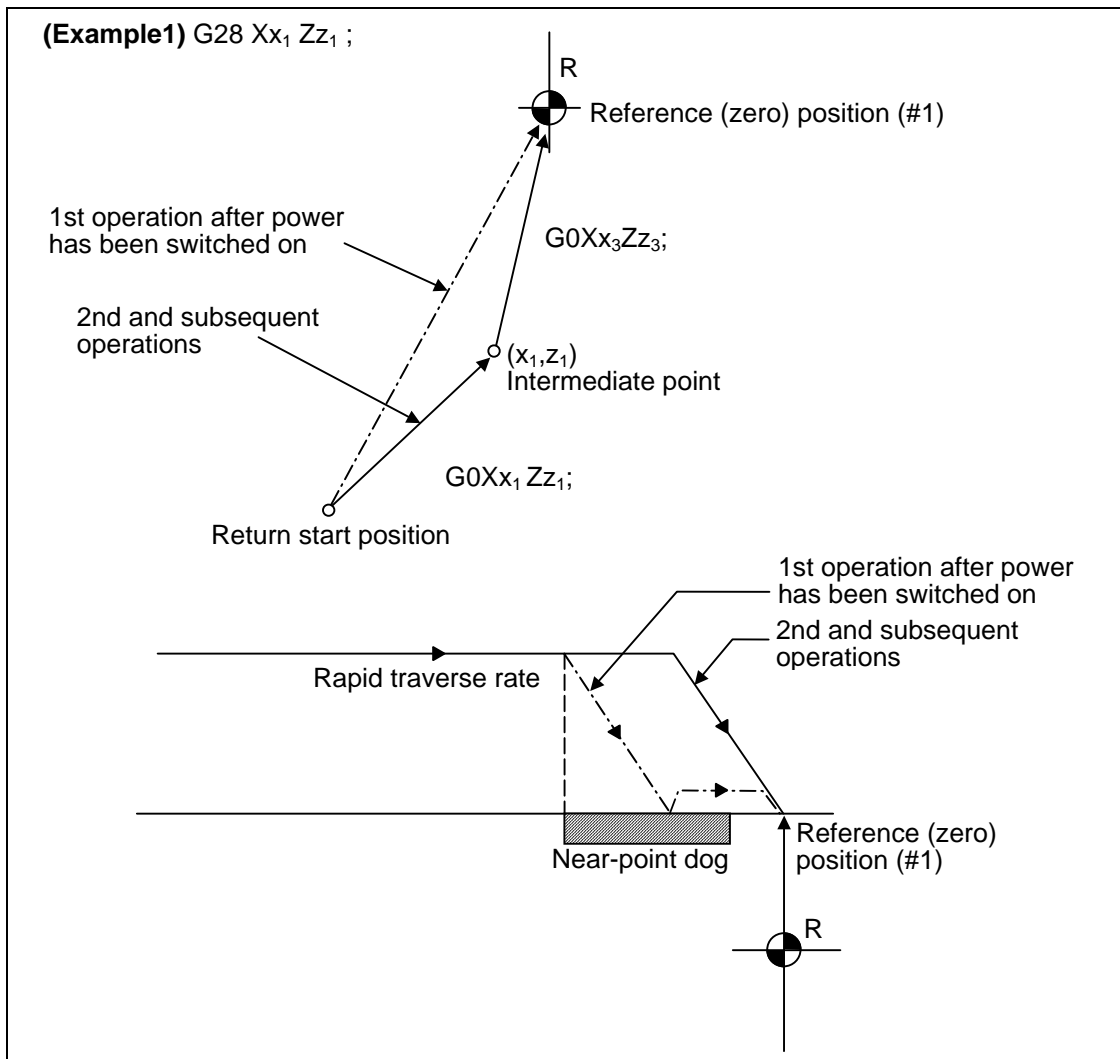 (Example1) G28 Xx₁ Zz₁ ;
R
Reference (zero) position (#1)
1st operation after power
has been switched on
G0Xx₃Zz₃;
2nd and subsequent
operations
(x₁,z₁)
Intermediate point
G0Xx₁ Zz₁;
Return start position
1st operation after power
has been switched on
2nd and subsequent
operations
Rapid traverse rate
Reference (zero)
position (#1)
Near-point dog
R